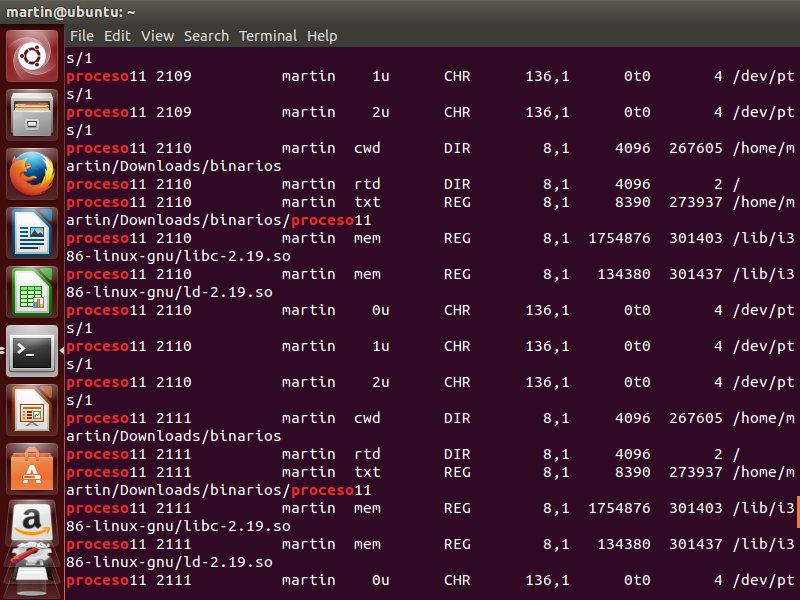 martin@ubuntu: ~
File Edit View Search Terminal Help
s/1
proceso11 2109 martin 1u CHR 136,1 0t0 4 /dev/pt
s/1
proceso11 2109 martin 2u CHR 136,1 0t0 4 /dev/pt
s/1
proceso11 2110 martin cwd DIR 8,1 4096 267605 /home/m
artin/Downloads/binarios
proceso11 2110 martin rtd DIR 8,1 4096 2 /
proceso11 2110 martin txt REG 8,1 8390 273937 /home/m
artin/Downloads/binarios/proceso11
proceso11 2110 martin mem REG 8,1 1754876 301403 /lib/i3
86-linux-gnu/libc-2.19.so
proceso11 2110 martin mem REG 8,1 134380 301437 /lib/i3
86-linux-gnu/ld-2.19.so
proceso11 2110 martin 0u CHR 136,1 0t0 4 /dev/pt
s/1
proceso11 2110 martin 1u CHR 136,1 0t0 4 /dev/pt
s/1
proceso11 2110 martin 2u CHR 136,1 0t0 4 /dev/pt
s/1
proceso11 2111 martin cwd DIR 8,1 4096 267605 /home/m
artin/Downloads/binarios
proceso11 2111 martin rtd DIR 8,1 4096 2 /
proceso11 2111 martin txt REG 8,1 8390 273937 /home/m
artin/Downloads/binarios/proceso11
proceso11 2111 martin mem REG 8,1 1754876 301403 /lib/i3
86-linux-gnu/libc-2.19.so
proceso11 2111 martin mem REG 8,1 134380 301437 /lib/i3
86-linux-gnu/ld-2.19.so
proceso11 2111 martin 0u CHR 136,1 0t0 4 /dev/pt